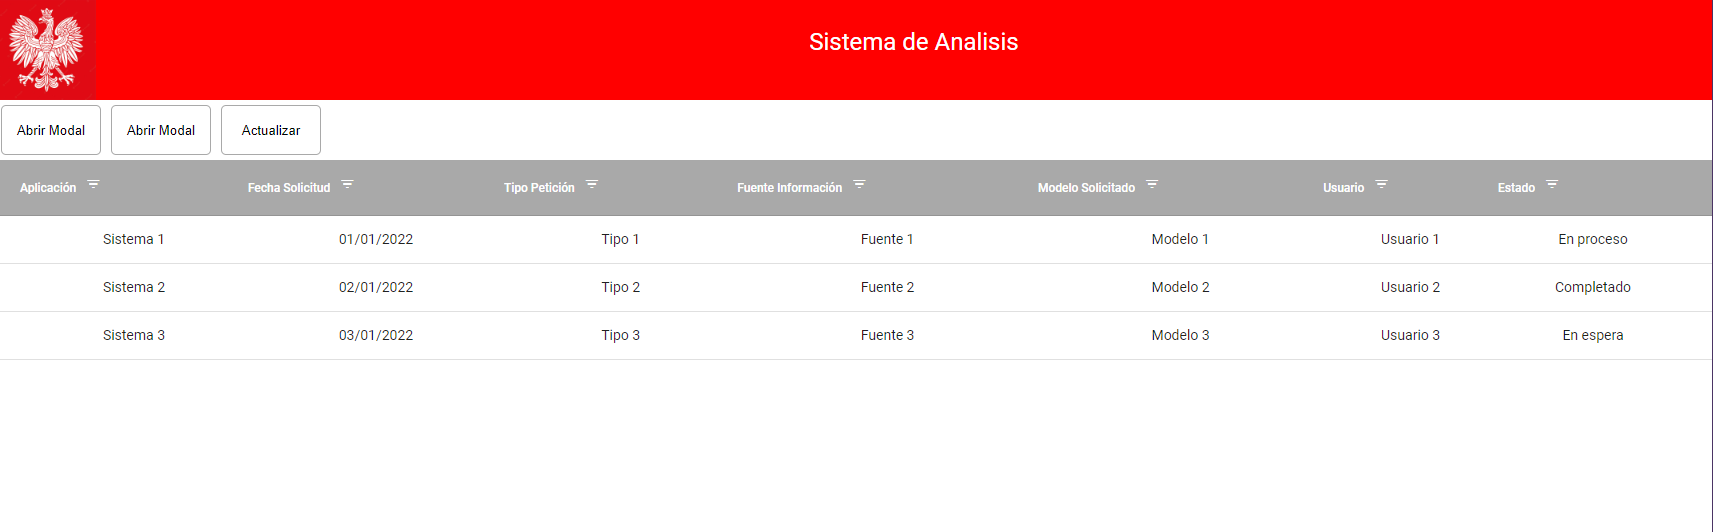 Sistema de Analisis
Abrir Modal Abrir Modal Actualizar
Aplicación Fecha Solicitud Tipo Petición Fuente Información Modelo Solicitado Usuario Estado
Sistema 1 01/01/2022 Tipo 1 Fuente 1 Modelo 1 Usuario 1 En proceso
Sistema 2 02/01/2022 Tipo 2 Fuente 2 Modelo 2 Usuario 2 Completado
Sistema 3 03/01/2022 Tipo 3 Fuente 3 Modelo 3 Usuario 3 En espera